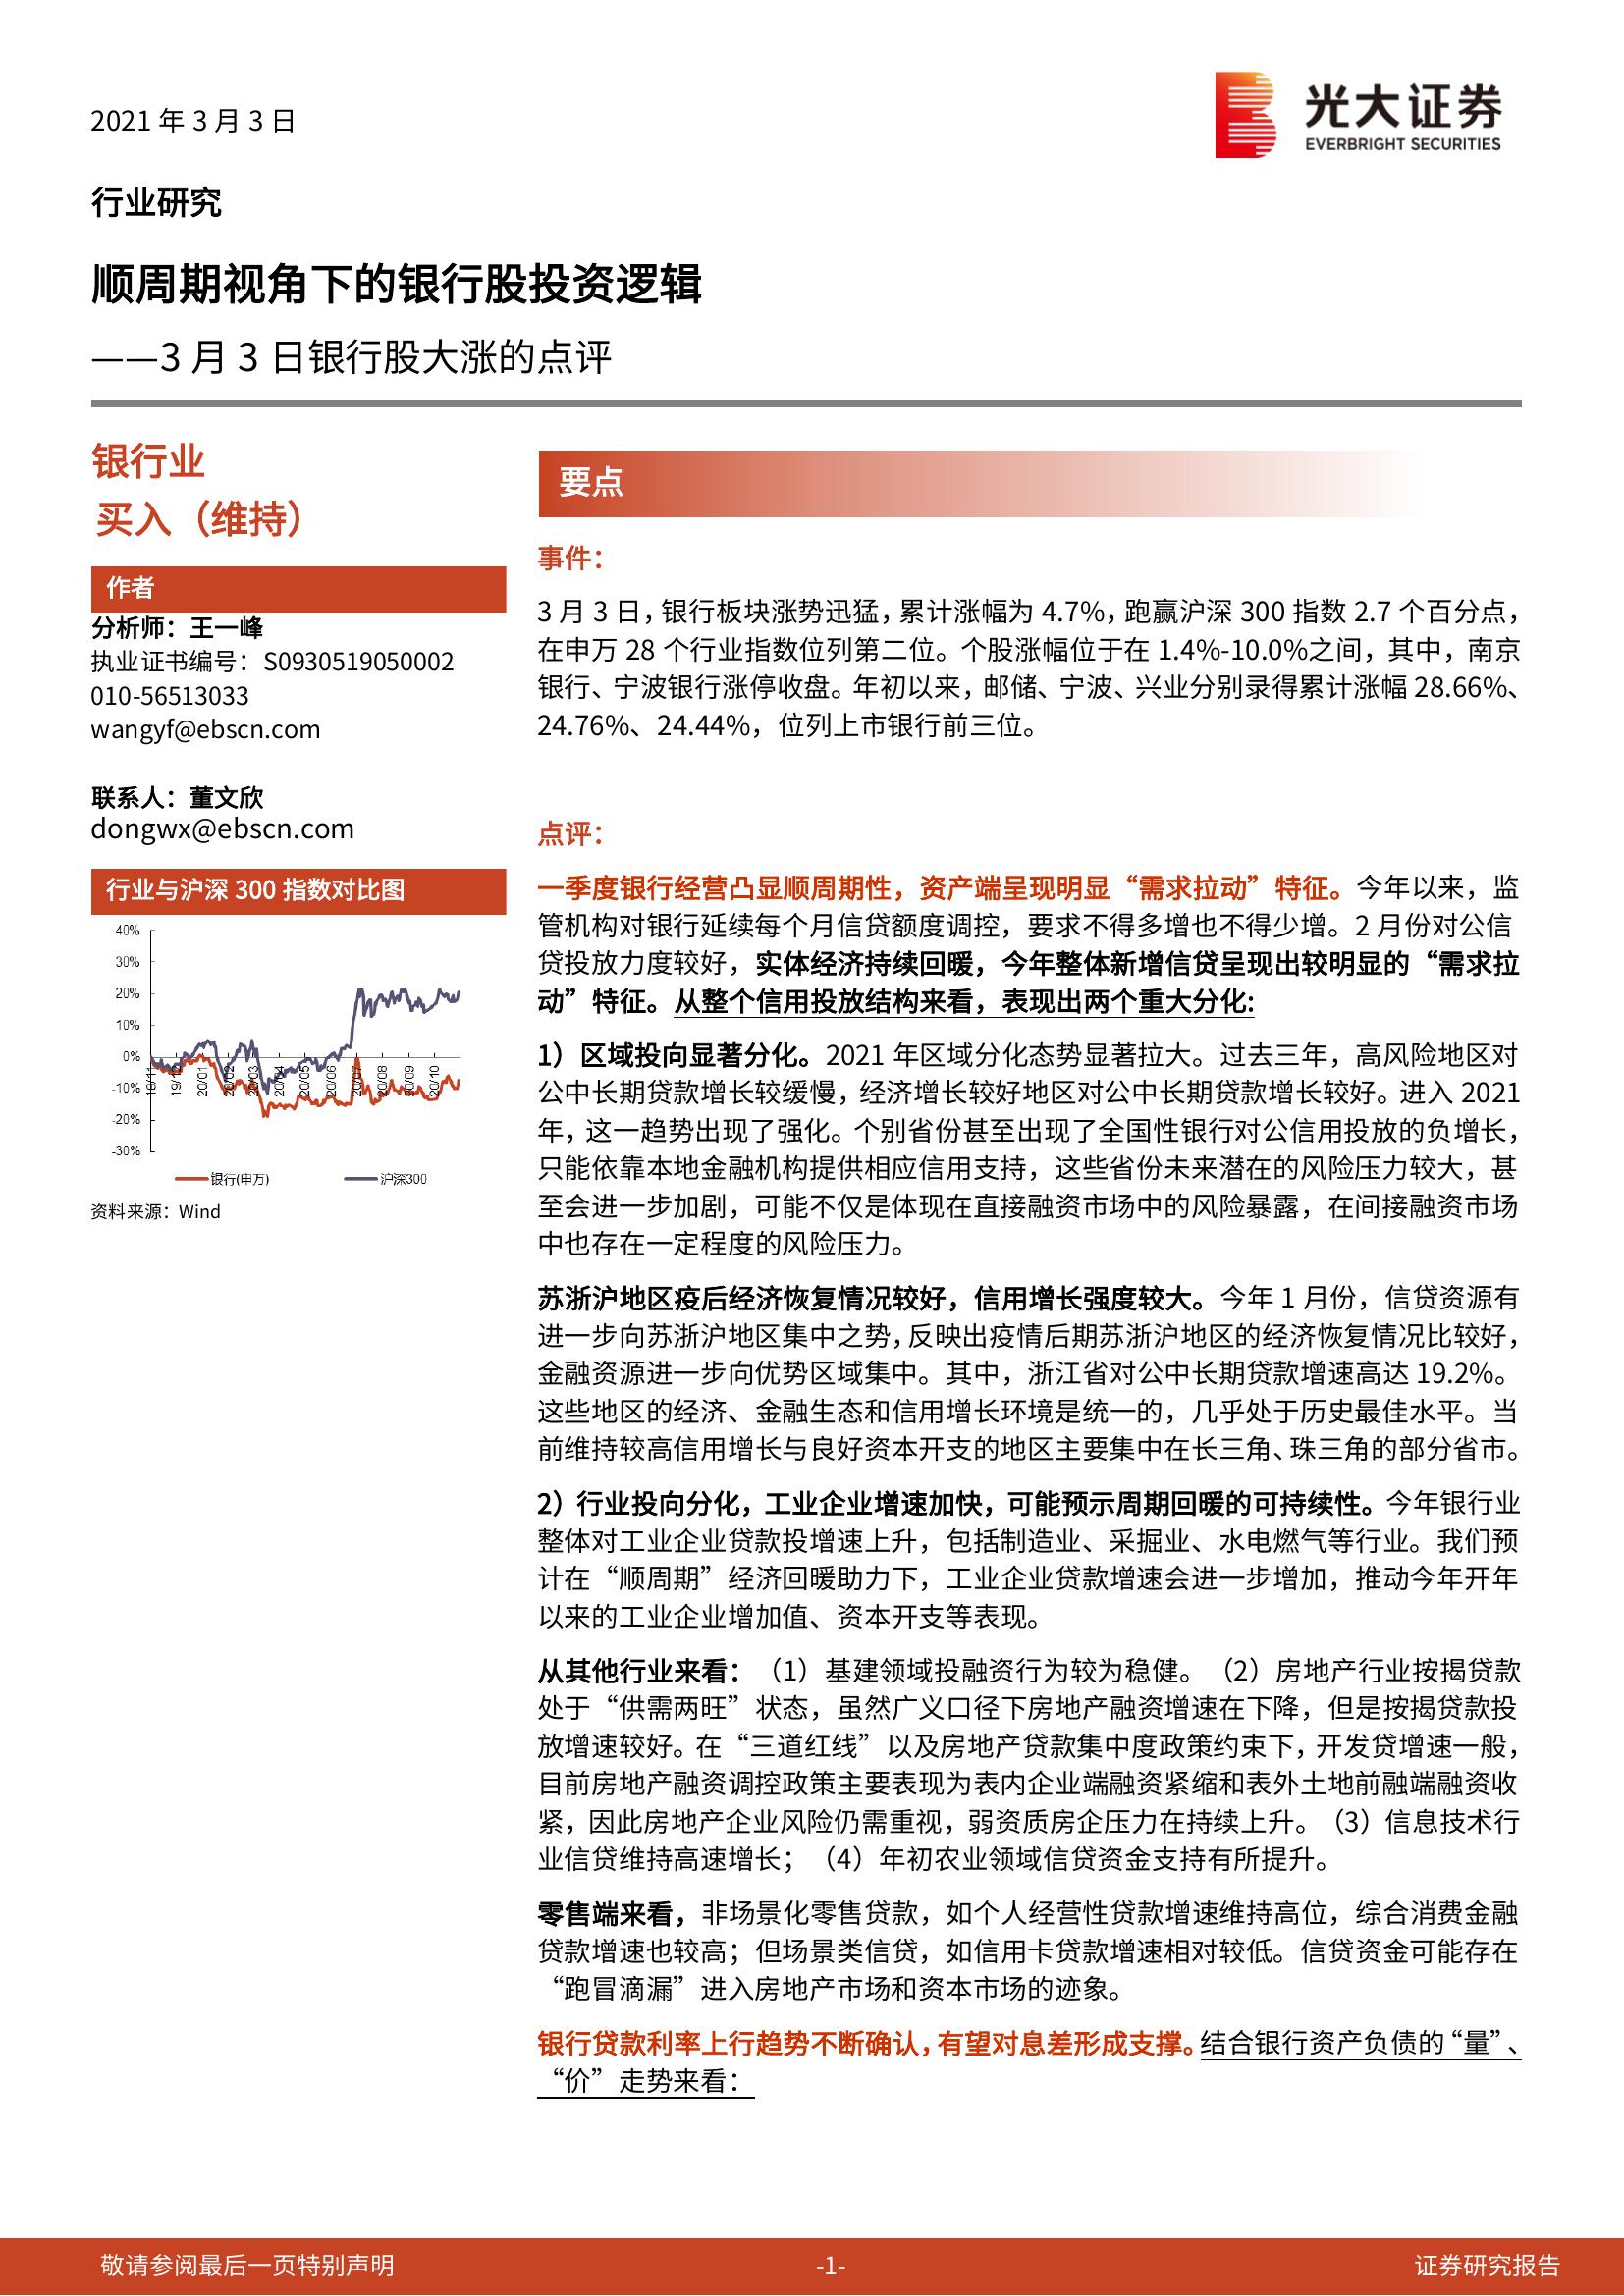 2021 年 3 月 3 日
光大证券
EVERBRIGHT SECURITIES
行业研究
顺周期视角下的银行股投资逻辑
——3 月 3 日银行股大涨的点评
银行业
买入（维持）
作者
分析师：王一峰
执业证书编号：S0930519050002
010-56513033
wangyf@ebscn.com
联系人：董文欣
dongwx@ebscn.com
行业与沪深 300 指数对比图
40%
30%
20%
10%
0%
-10%
-20%
-30%
19/11 19/12 20/01 20/02 20/03 20/04 20/05 20/06 20/07 20/08 20/09 20/10
银行(申万) 沪深300
资料来源：Wind
要点
事件：
3 月 3 日，银行板块涨势迅猛，累计涨幅为 4.7%，跑赢沪深 300 指数 2.7 个百分点，
在申万 28 个行业指数位列第二位。个股涨幅位于在 1.4%-10.0%之间，其中，南京
银行、宁波银行涨停收盘。年初以来，邮储、宁波、兴业分别录得累计涨幅 28.66%、
24.76%、24.44%，位列上市银行前三位。
点评：
一季度银行经营凸显顺周期性，资产端呈现明显“需求拉动”特征。今年以来，监
管机构对银行延续每个月信贷额度调控，要求不得多增也不得少增。2 月份对公信
贷投放力度较好，实体经济持续回暖，今年整体新增信贷呈现出较明显的“需求拉
动”特征。从整个信用投放结构来看，表现出两个重大分化:
1）区域投向显著分化。2021 年区域分化态势显著拉大。过去三年，高风险地区对
公中长期贷款增长较缓慢，经济增长较好地区对公中长期贷款增长较好。进入 2021
年，这一趋势出现了强化。个别省份甚至出现了全国性银行对公信用投放的负增长，
只能依靠本地金融机构提供相应信用支持，这些省份未来潜在的风险压力较大，甚
至会进一步加剧，可能不仅是体现在直接融资市场中的风险暴露，在间接融资市场
中也存在一定程度的风险压力。
苏浙沪地区疫后经济恢复情况较好，信用增长强度较大。今年 1 月份，信贷资源有
进一步向苏浙沪地区集中之势，反映出疫情后期苏浙沪地区的经济恢复情况比较好，
金融资源进一步向优势区域集中。其中，浙江省对公中长期贷款增速高达 19.2%。
这些地区的经济、金融生态和信用增长环境是统一的，几乎处于历史最佳水平。当
前维持较高信用增长与良好资本开支的地区主要集中在长三角、珠三角的部分省市。
2）行业投向分化，工业企业增速加快，可能预示周期回暖的可持续性。今年银行业
整体对工业企业贷款投增速上升，包括制造业、采掘业、水电燃气等行业。我们预
计在“顺周期”经济回暖助力下，工业企业贷款增速会进一步增加，推动今年开年
以来的工业企业增加值、资本开支等表现。
从其他行业来看：（1）基建领域投融资行为较为稳健。（2）房地产行业按揭贷款
处于“供需两旺”状态，虽然广义口径下房地产融资增速在下降，但是按揭贷款投
放增速较好。在“三道红线”以及房地产贷款集中度政策约束下，开发贷增速一般，
目前房地产融资调控政策主要表现为表内企业端融资紧缩和表外土地前融端融资收
紧，因此房地产企业风险仍需重视，弱资质房企压力在持续上升。（3）信息技术行
业信贷维持高速增长；（4）年初农业领域信贷资金支持有所提升。
零售端来看，非场景化零售贷款，如个人经营性贷款增速维持高位，综合消费金融
贷款增速也较高；但场景类信贷，如信用卡贷款增速相对较低。信贷资金可能存在
“跑冒滴漏”进入房地产市场和资本市场的迹象。
银行贷款利率上行趋势不断确认，有望对息差形成支撑。结合银行资产负债的“量”、
“价”走势来看：
敬请参阅最后一页特别声明
-1-
证券研究报告